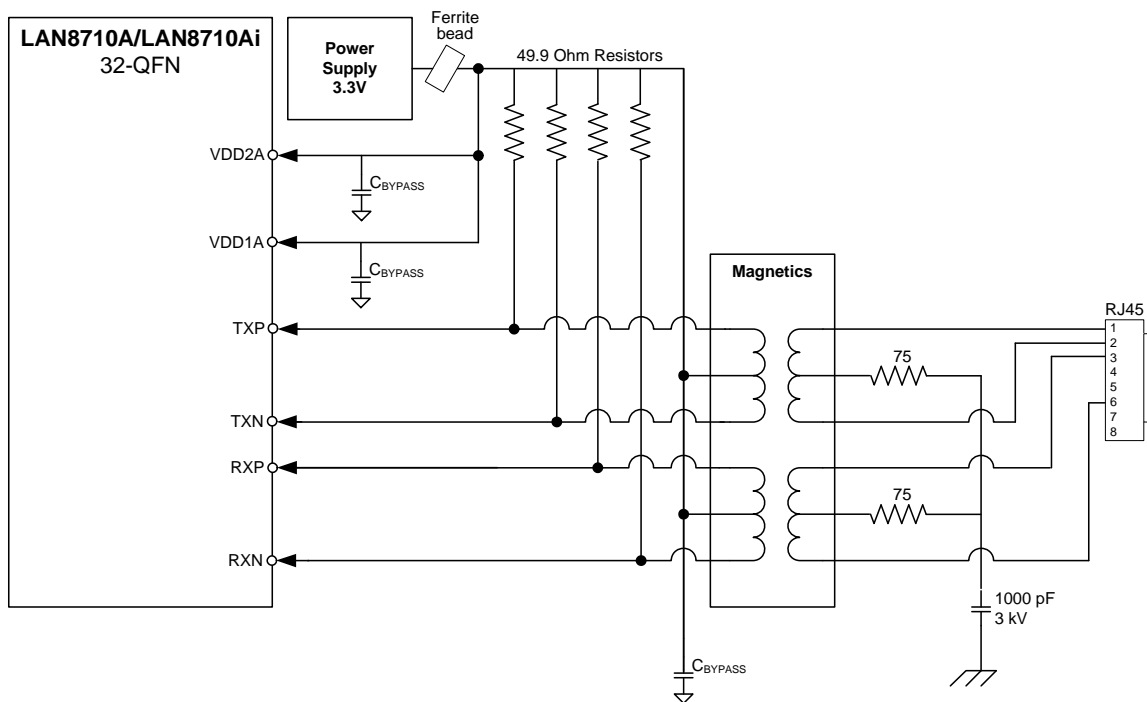 LAN8710A/LAN8710Ai
32-QFN
Power
Supply
3.3V
Ferrite
bead
49.9 Ohm Resistors
VDD2A
CBYPASS
VDD1A
CBYPASS
Magnetics
TXP
TXN
RXP
RXN
75
75
RJ45
1
2
3
4
5
6
7
8
1000 pF
3 kV
CBYPASS